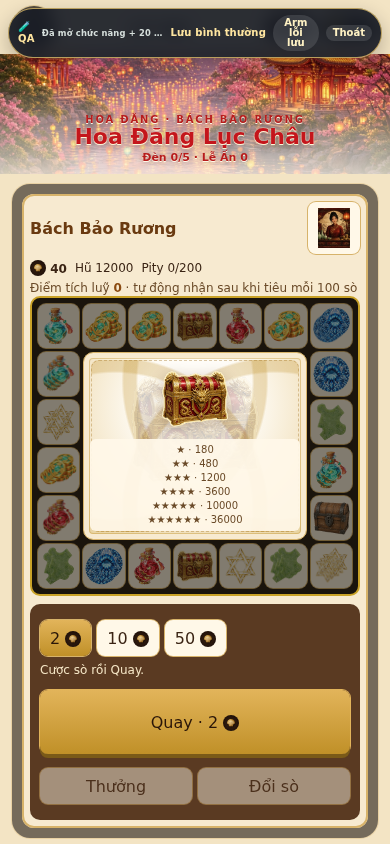 QA
Đã mở chức năng + 20 …
Lưu bình thường
Arm lỗi lưu
Thoát
HOA ĐĂNG · BÁCH BẢO RƯƠNG
Hoa Đăng Lục Châu
Đèn 0/5 · Lễ Ấn 0
Bách Bảo Rương
40 Hũ 12000 Pity 0/200
Điểm tích luỹ 0 · tự động nhận sau khi tiêu mỗi 100 sò
★ · 180
★★ · 480
★★★ · 1200
★★★★ · 3600
★★★★★ · 10000
★★★★★★ · 36000
2 10 50
Cược sò rồi Quay.
Quay · 2
Thưởng
Đổi sò